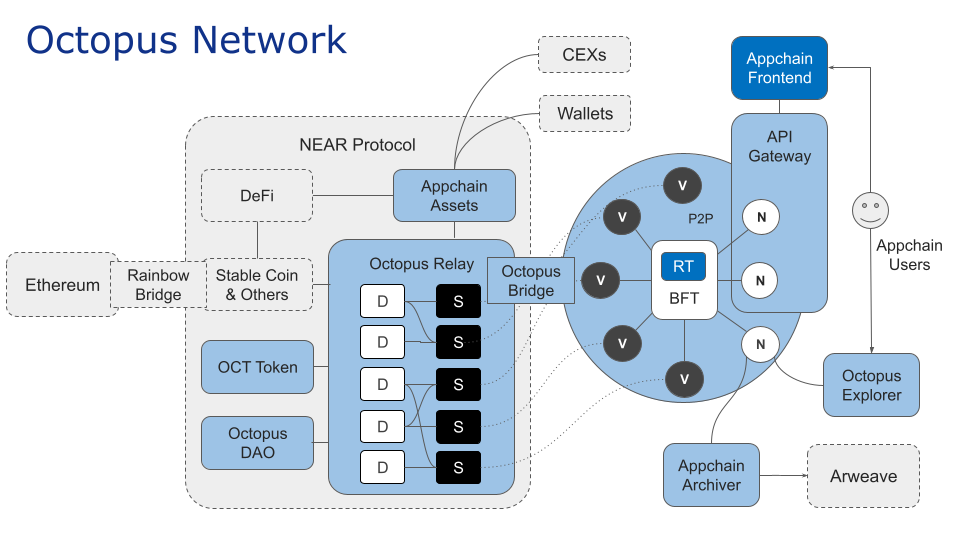 Octopus Network
CEXs
Wallets
NEAR Protocol
DeFi
Appchain
Assets
Ethereum
Rainbow
Bridge
Stable Coin
& Others
OCT Token
Octopus
DAO
Octopus Relay
D
S
D
S
D
S
D
S
D
S
Octopus
Bridge
V
V
V
V
V
P2P
RT
BFT
N
N
N
Appchain
Frontend
API
Gateway
Appchain
Users
Octopus
Explorer
Appchain
Archiver
Arweave